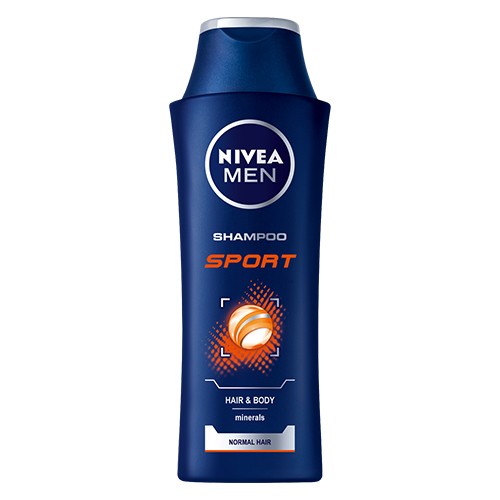 NIVEA
MEN
SHAMPOO
SPORT
HAIR & BODY
minerals
NORMAL HAIR